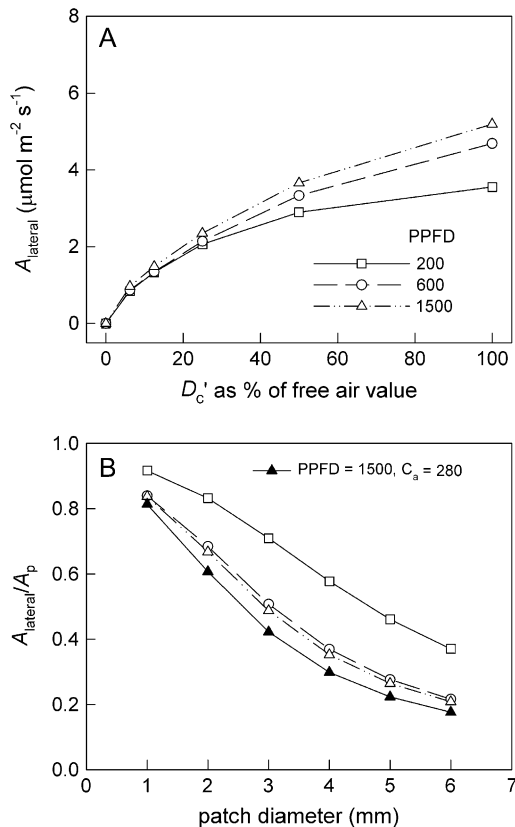 A
8
6
4
2
0
A lateral (μmol m⁻² s⁻¹)
PPFD
200
600
1500
0 20 40 60 80 100
Dc' as % of free air value
B
PPFD = 1500, Ca = 280
1.0
0.8
0.6
0.4
0.2
0.0
A lateral/Ap
0 1 2 3 4 5 6 7
patch diameter (mm)